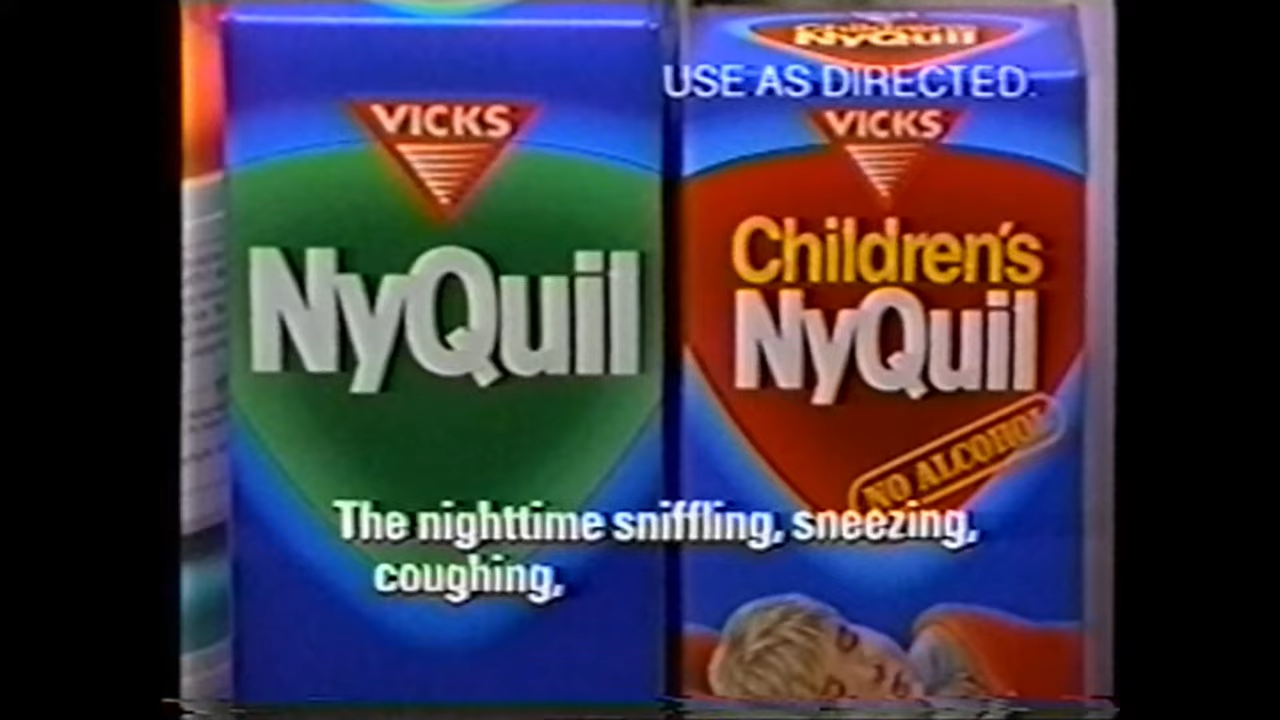 Children's
NyQuil
USE AS DIRECTED.
VICKS
NyQuil
VICKS
Children's
NyQuil
NO ALCOHOL
The nighttime sniffling, sneezing,
coughing,